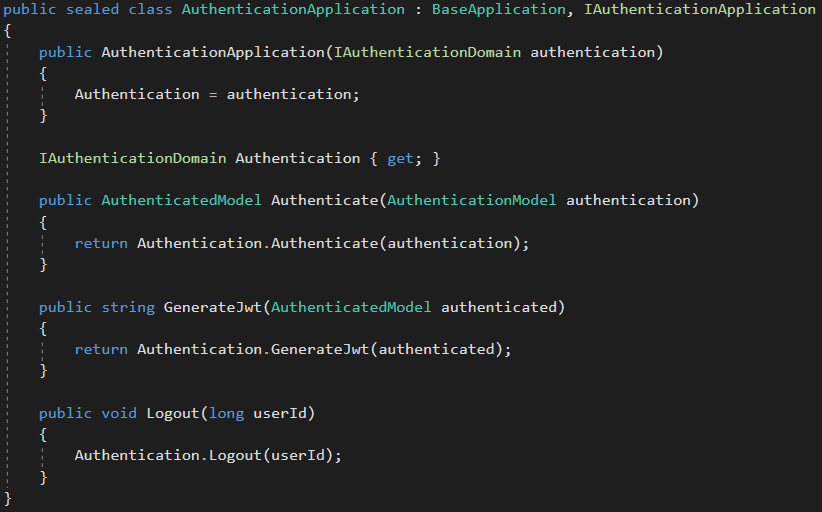 public sealed class AuthenticationApplication : BaseApplication, IAuthenticationApplication
{
    public AuthenticationApplication(IAuthenticationDomain authentication)
    {
        Authentication = authentication;
    }

    IAuthenticationDomain Authentication { get; }

    public AuthenticatedModel Authenticate(AuthenticationModel authentication)
    {
        return Authentication.Authenticate(authentication);
    }

    public string GenerateJwt(AuthenticatedModel authenticated)
    {
        return Authentication.GenerateJwt(authenticated);
    }

    public void Logout(long userId)
    {
        Authentication.Logout(userId);
    }
}